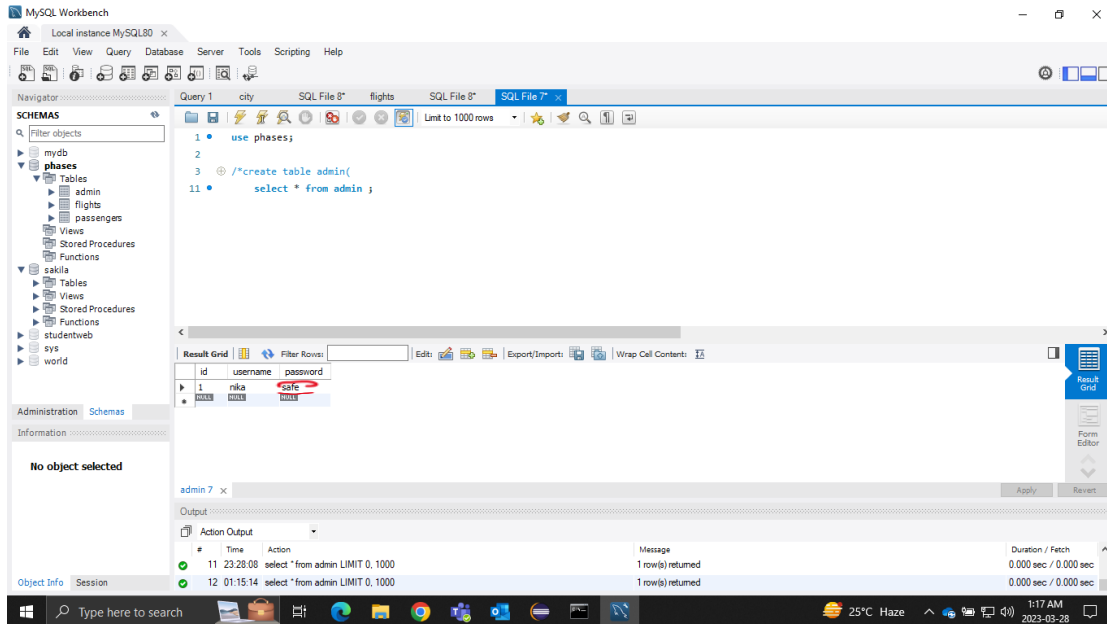 MySQL Workbench
Local instance MySQL80
File Edit View Query Database Server Tools Scripting Help
Navigator
Query 1 city SQL File 8* flights SQL File 8* SQL File 7*
SCHEMAS
Filter objects
Limit to 1000 rows
mydb
phases
Tables
admin
flights
passengers
Views
Stored Procedures
Functions
sakila
Tables
Views
Stored Procedures
Functions
studentweb
sys
world
1 use phases;
2
3 /*create table admin(
11 select * from admin ;
Result Grid Filter Rows: Edit: Export/Import: Wrap Cell Content:
id username password
1 nika safe
NULL NULL NULL
Result Grid
Form Editor
Administration Schemas
Information
No object selected
admin 7
Apply Revert
Output
Action Output
# Time Action Message Duration / Fetch
11 23:28:08 select * from admin LIMIT 0, 1000 1 row(s) returned 0.000 sec / 0.000 sec
12 01:15:14 select * from admin LIMIT 0, 1000 1 row(s) returned 0.000 sec / 0.000 sec
Object Info Session
Type here to search
25°C Haze
1:17 AM
2023-03-28